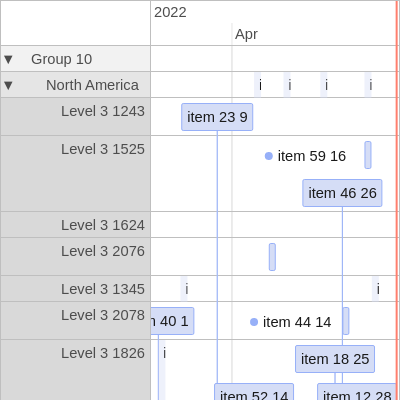 2022
Apr
▼ Group 10
▼ North America i i i i
Level 3 1243 item 23 9
Level 3 1525 item 59 16
item 46 26
Level 3 1624
Level 3 2076
Level 3 1345 i i
Level 3 2078 40 1 item 44 14
Level 3 1826 i item 18 25
item 52 14 item 12 28